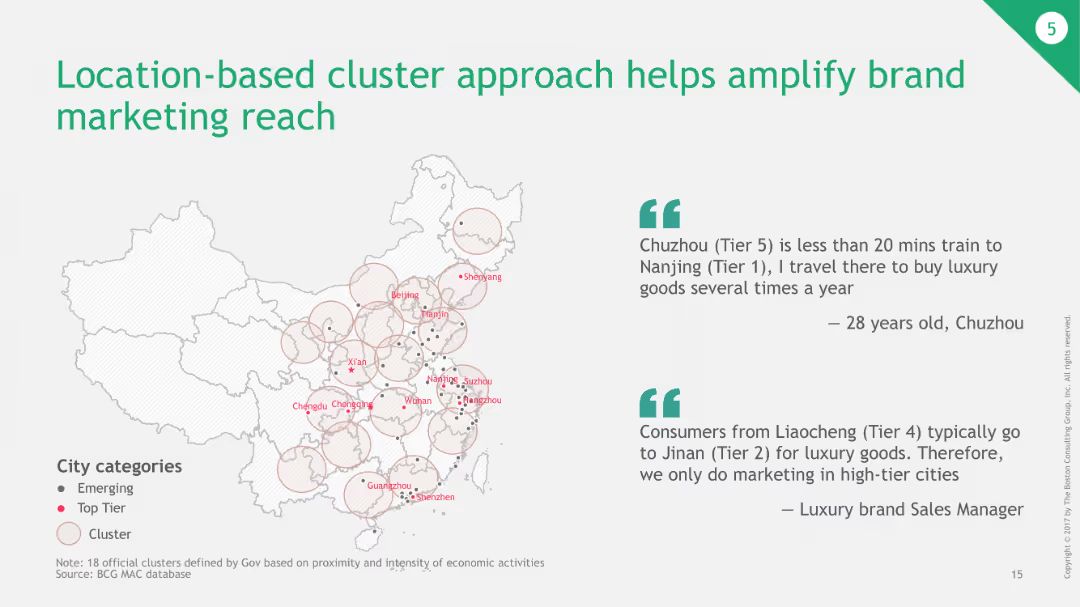 5
Location-based cluster approach helps amplify brand
marketing reach
Shenyang
Beijing
Tianjin
Xi'an
Nanjing
Suzhou
Chengdu
Chongqing
Wuhan
Hangzhou
Guangzhou
Shenzhen
City categories
Emerging
Top Tier
Cluster
Chuzhou (Tier 5) is less than 20 mins train to
Nanjing (Tier 1), I travel there to buy luxury
goods several times a year
— 28 years old, Chuzhou
Consumers from Liaocheng (Tier 4) typically go
to Jinan (Tier 2) for luxury goods. Therefore,
we only do marketing in high-tier cities
— Luxury brand Sales Manager
Note: 18 official clusters defined by Gov based on proximity and intensity of economic activities
Source: BCG MAC database
15
Copyright © 2017 by The Boston Consulting Group, Inc. All rights reserved.